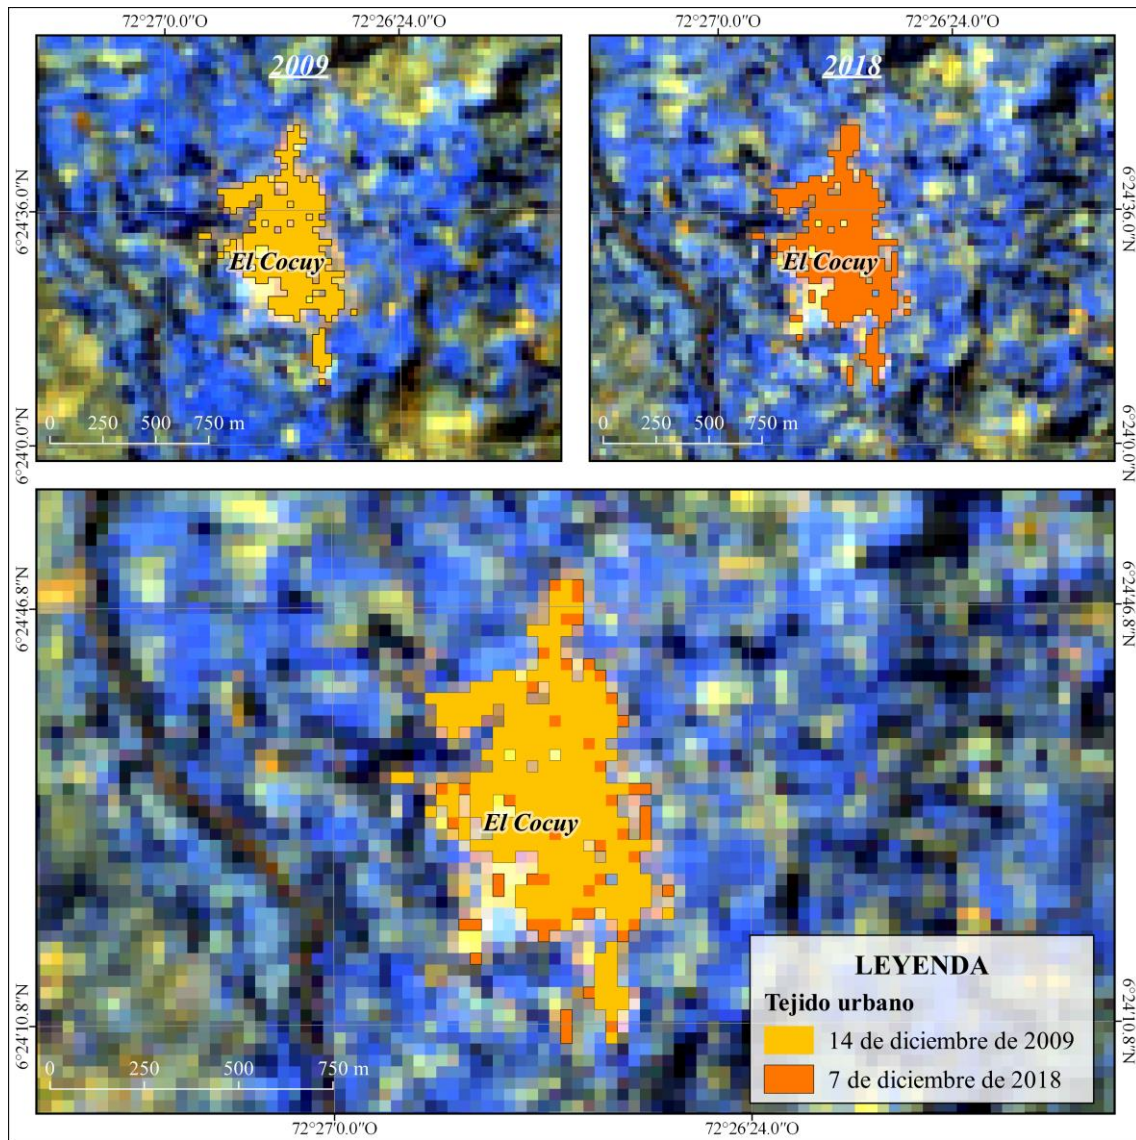 72°27'0.0"O 72°26'24.0"O 72°27'0.0"O 72°26'24.0"O
2009 2018
6°24'36.0"N 6°24'36.0"N
El Cocuy El Cocuy
0 250 500 750 m 0 250 500 750 m
6°24'0.0"N 6°24'0.0"N
6°24'46.8"N 6°24'46.8"N
El Cocuy
LEYENDA
Tejido urbano
14 de diciembre de 2009
7 de diciembre de 2018
6°24'10.8"N 6°24'10.8"N
0 250 500 750 m
72°27'0.0"O 72°26'24.0"O